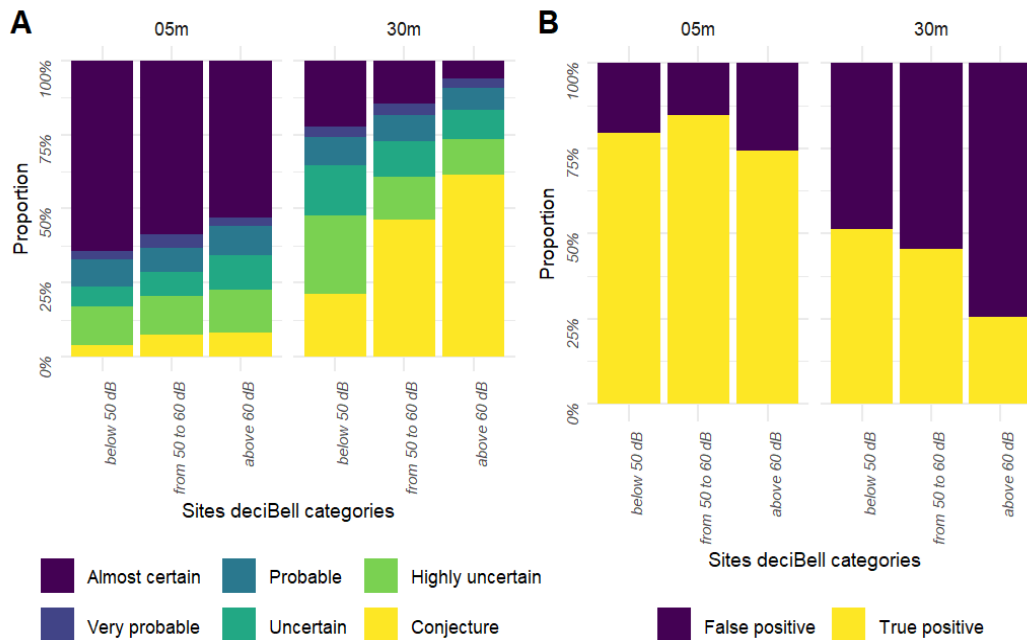 A
05m
30m
Proportion
100%
75%
50%
25%
0%
below 50 dB
from 50 to 60 dB
above 60 dB
below 50 dB
from 50 to 60 dB
above 60 dB
Sites deciBell categories
Almost certain
Probable
Highly uncertain
Very probable
Uncertain
Conjecture
B
05m
30m
Proportion
100%
75%
50%
25%
0%
below 50 dB
from 50 to 60 dB
above 60 dB
below 50 dB
from 50 to 60 dB
above 60 dB
Sites deciBell categories
False positive
True positive